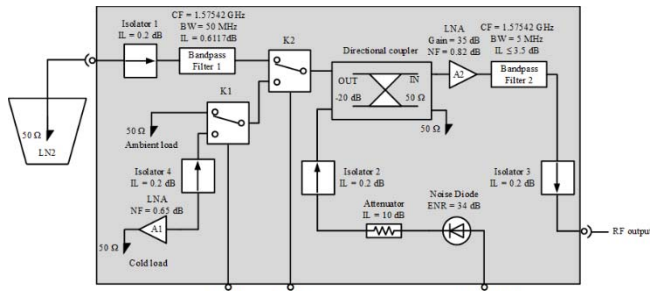 Isolator 1
IL = 0.2 dB
CF = 1.57542 GHz
BW = 50 MHz
IL = 0.6117dB
Bandpass
Filter 1
K2
Directional coupler
OUT
IN
-20 dB
50 Ω
50 Ω
LNA
Gain = 35 dB
NF = 0.82 dB
A2
CF = 1.57542 GHz
BW = 5 MHz
IL ≤3.5 dB
Bandpass
Filter 2
50 Ω
LN2
K1
50 Ω
Ambient load
Isolator 4
IL = 0.2 dB
LNA
NF = 0.65 dB
A1
50 Ω
Cold load
Isolator 2
IL = 0.2 dB
Attenuator
IL = 10 dB
Noise Diode
ENR = 34 dB
Isolator 3
IL = 0.2 dB
RF output